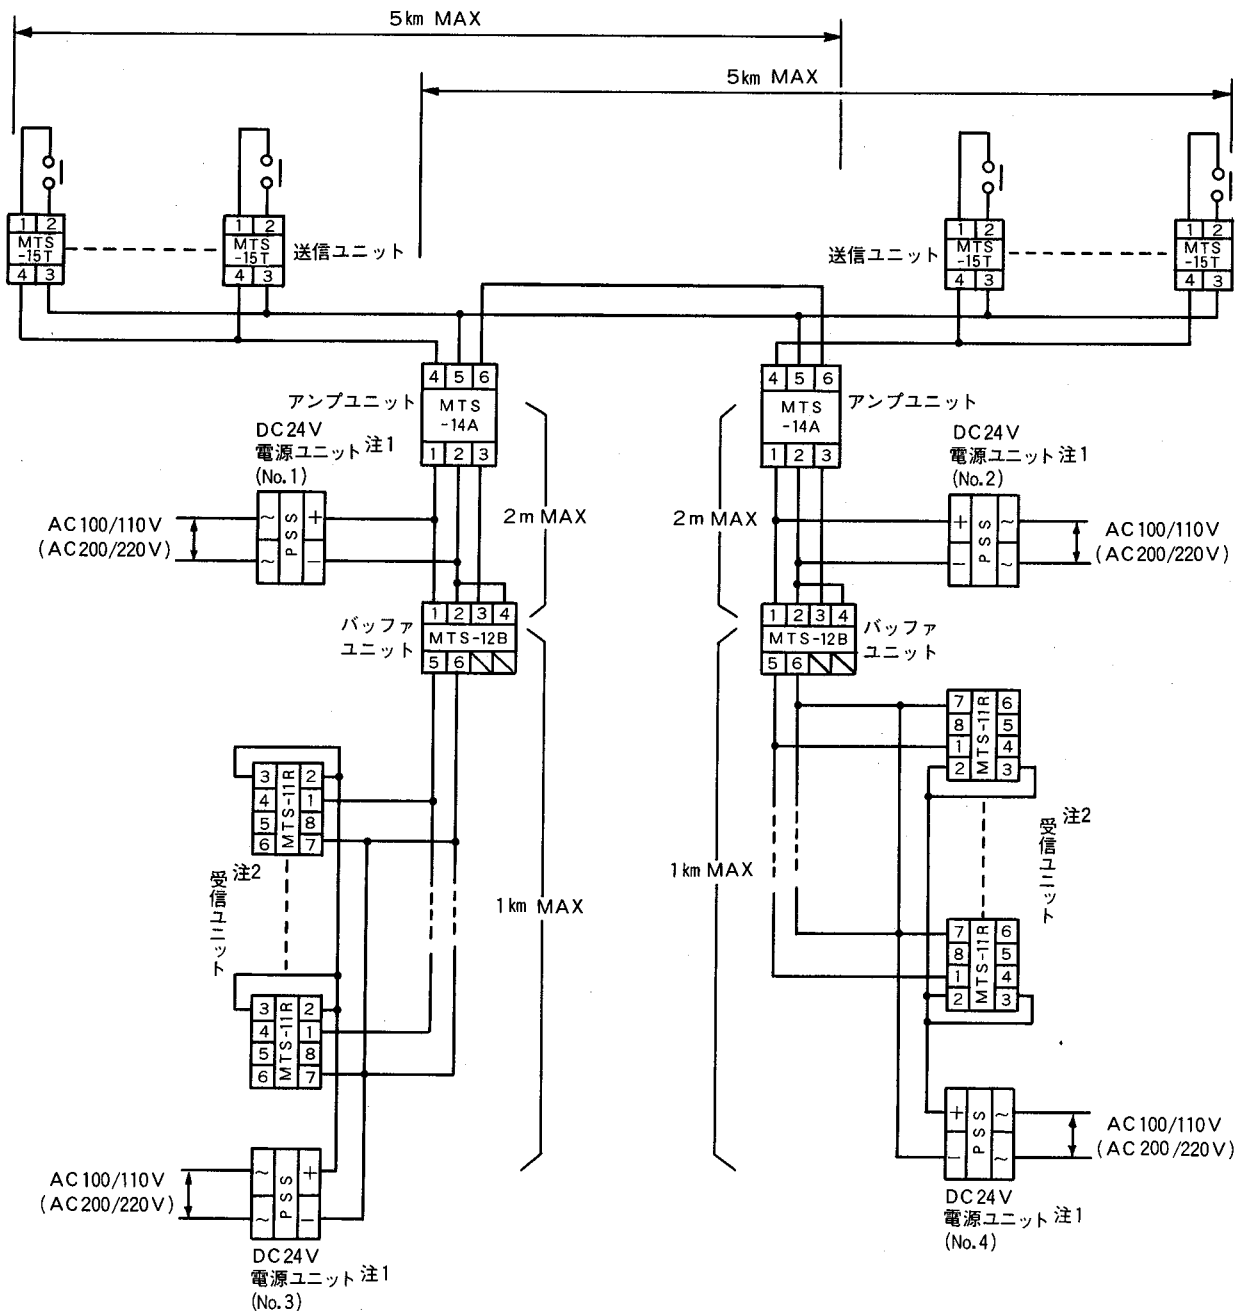 5km MAX
5km MAX
1 2
MTS
-15T
4 3
1 2
MTS
-15T
4 3
送信ユニット
送信ユニット
1 2
MTS
-15T
4 3
1 2
MTS
-15T
4 3
4 5 6
アンプユニット
MTS
-14A
1 2 3
4 5 6
MTS
-14A
1 2 3
アンプユニット
DC24V
電源ユニット 注1
(No.1)
AC100/110V
(AC200/220V)
~ +
PSS
~ −
2m MAX
2m MAX
DC24V
電源ユニット 注1
(No.2)
+ ~
PSS
− ~
AC100/110V
(AC200/220V)
バッファ
ユニット
1 2 3 4
MTS-12B
5 6
1 2 3 4
MTS-12B
5 6
バッファ
ユニット
3 2
4 1
5 8
6 7
MTS-11R
受信ユニット 注2
3 2
4 1
5 8
6 7
MTS-11R
1km MAX
1km MAX
7 6
8 5
1 4
2 3
MTS-11R
受信ユニット 注2
7 6
8 5
1 4
2 3
MTS-11R
AC100/110V
(AC200/220V)
~ +
PSS
~ −
DC24V
電源ユニット 注1
(No.3)
+ ~
PSS
− ~
AC100/110V
(AC200/220V)
DC24V
電源ユニット 注1
(No.4)